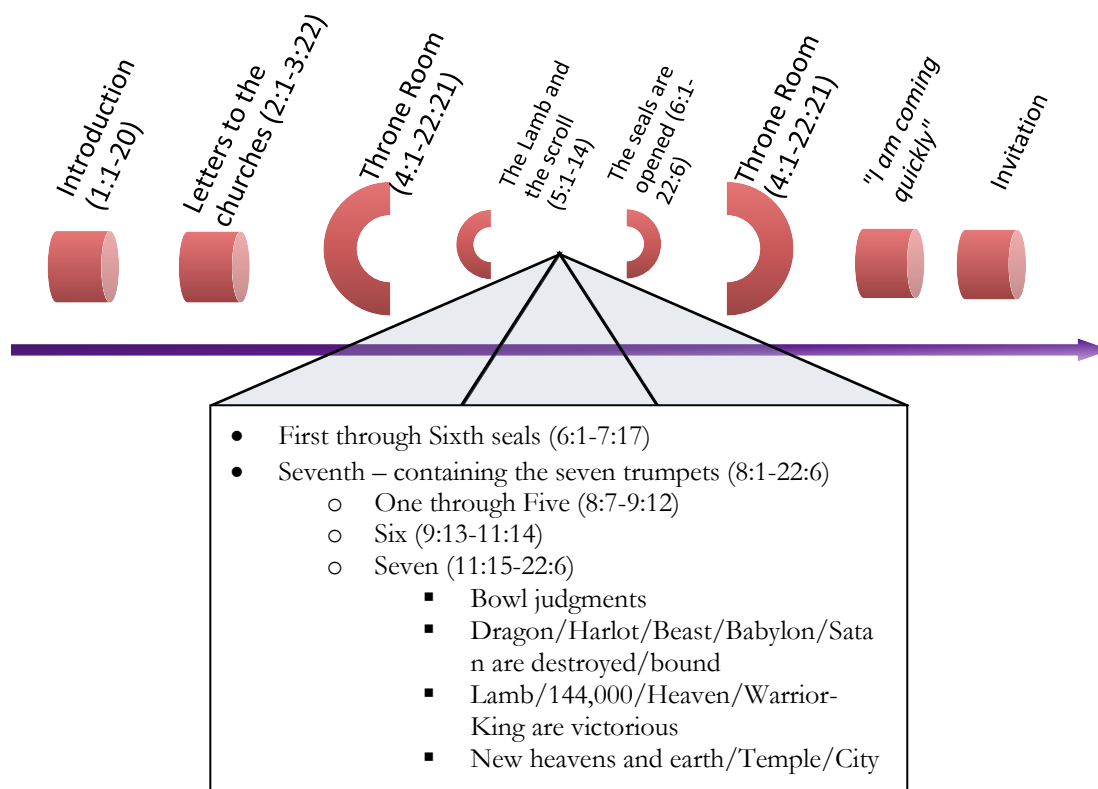 Introduction
(1:1-20)
Letters to the
churches (2:1-3:22)
Throne Room
(4:1-22:21)
The Lamb and
the scroll
(5:1-14)
The seals are
opened (6:1-
22:6)
Throne Room
(4:1-22:21)
"I am coming
quickly"
Invitation
• First through Sixth seals (6:1-7:17)
• Seventh – containing the seven trumpets (8:1-22:6)
o One through Five (8:7-9:12)
o Six (9:13-11:14)
o Seven (11:15-22:6)
▪ Bowl judgments
▪ Dragon/Harlot/Beast/Babylon/Sata
n are destroyed/bound
▪ Lamb/144,000/Heaven/Warrior-
King are victorious
▪ New heavens and earth/Temple/City